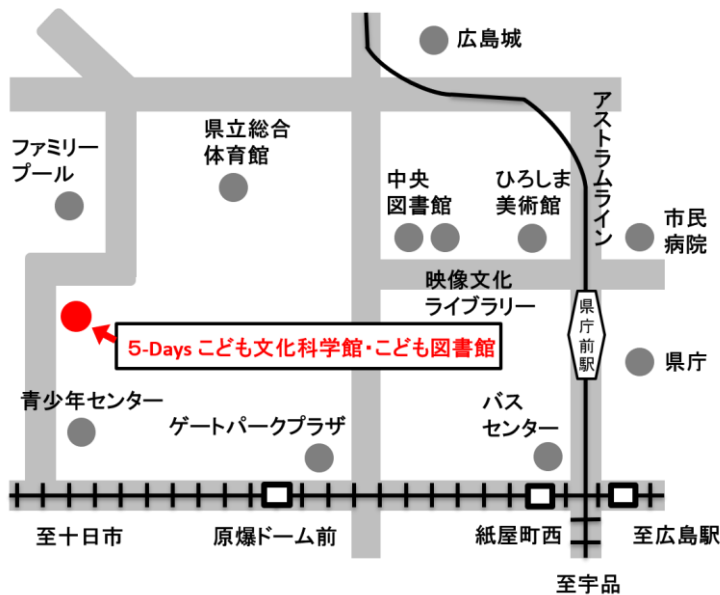 広島城
アストラムライン
県立総合
体育館
ファミリー
プール
中央
図書館
ひろしま
美術館
市民
病院
映像文化
ライブラリー
県庁前駅
5-Days こども文化科学館・こども図書館
県庁
青少年センター
ゲートパークプラザ
バス
センター
至十日市
原爆ドーム前
紙屋町西
至広島駅
至宇品